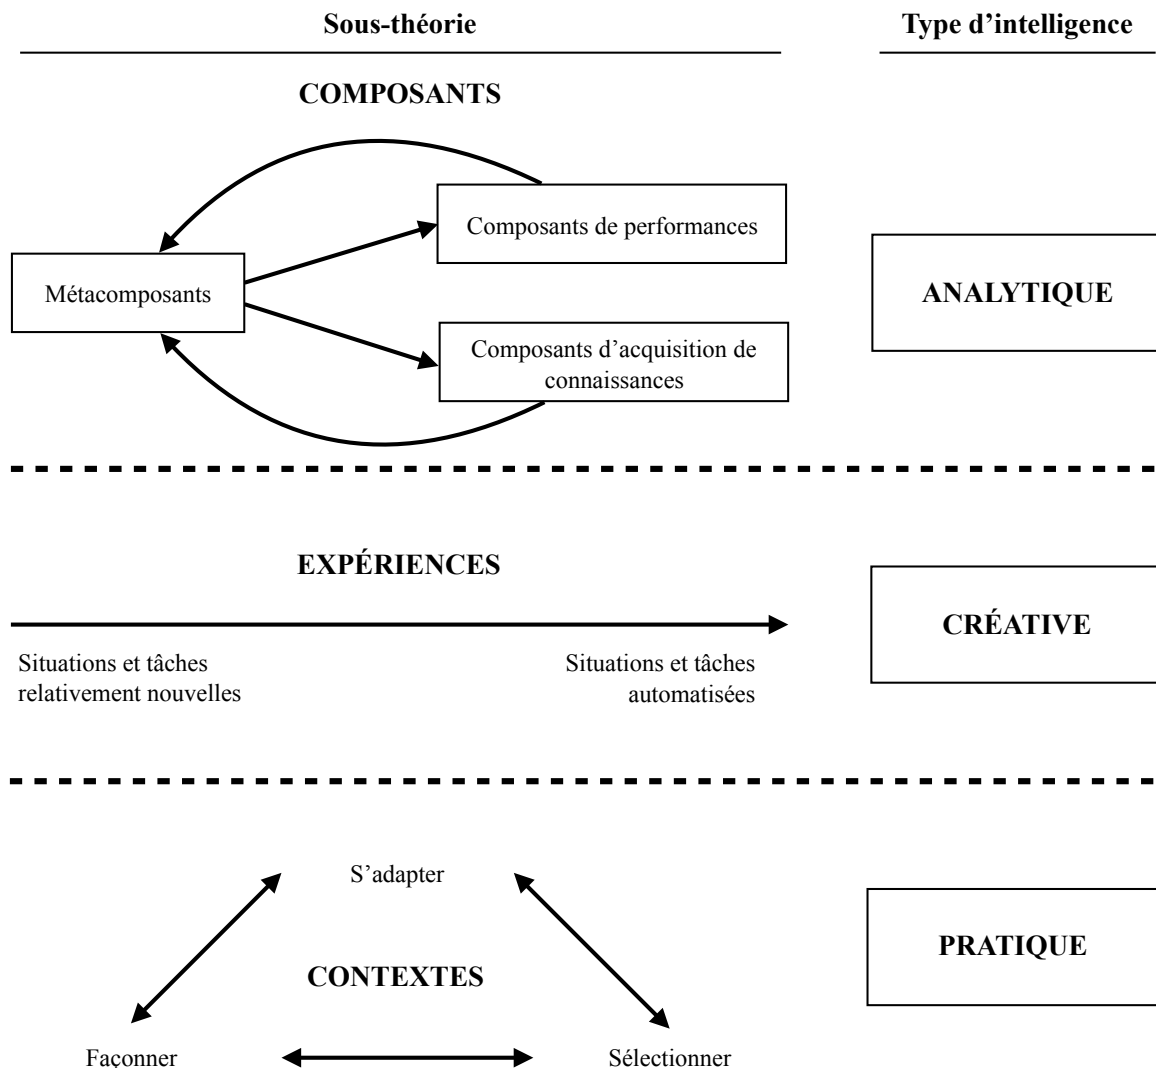 Sous-théorie
Type d’intelligence
COMPOSANTS
Composants de performances
Métacomposants
ANALYTIQUE
Composants d’acquisition de
connaissances
EXPÉRIENCES
CRÉATIVE
Situations et tâches
relativement nouvelles
Situations et tâches
automatisées
S’adapter
PRATIQUE
CONTEXTES
Façonner
Sélectionner